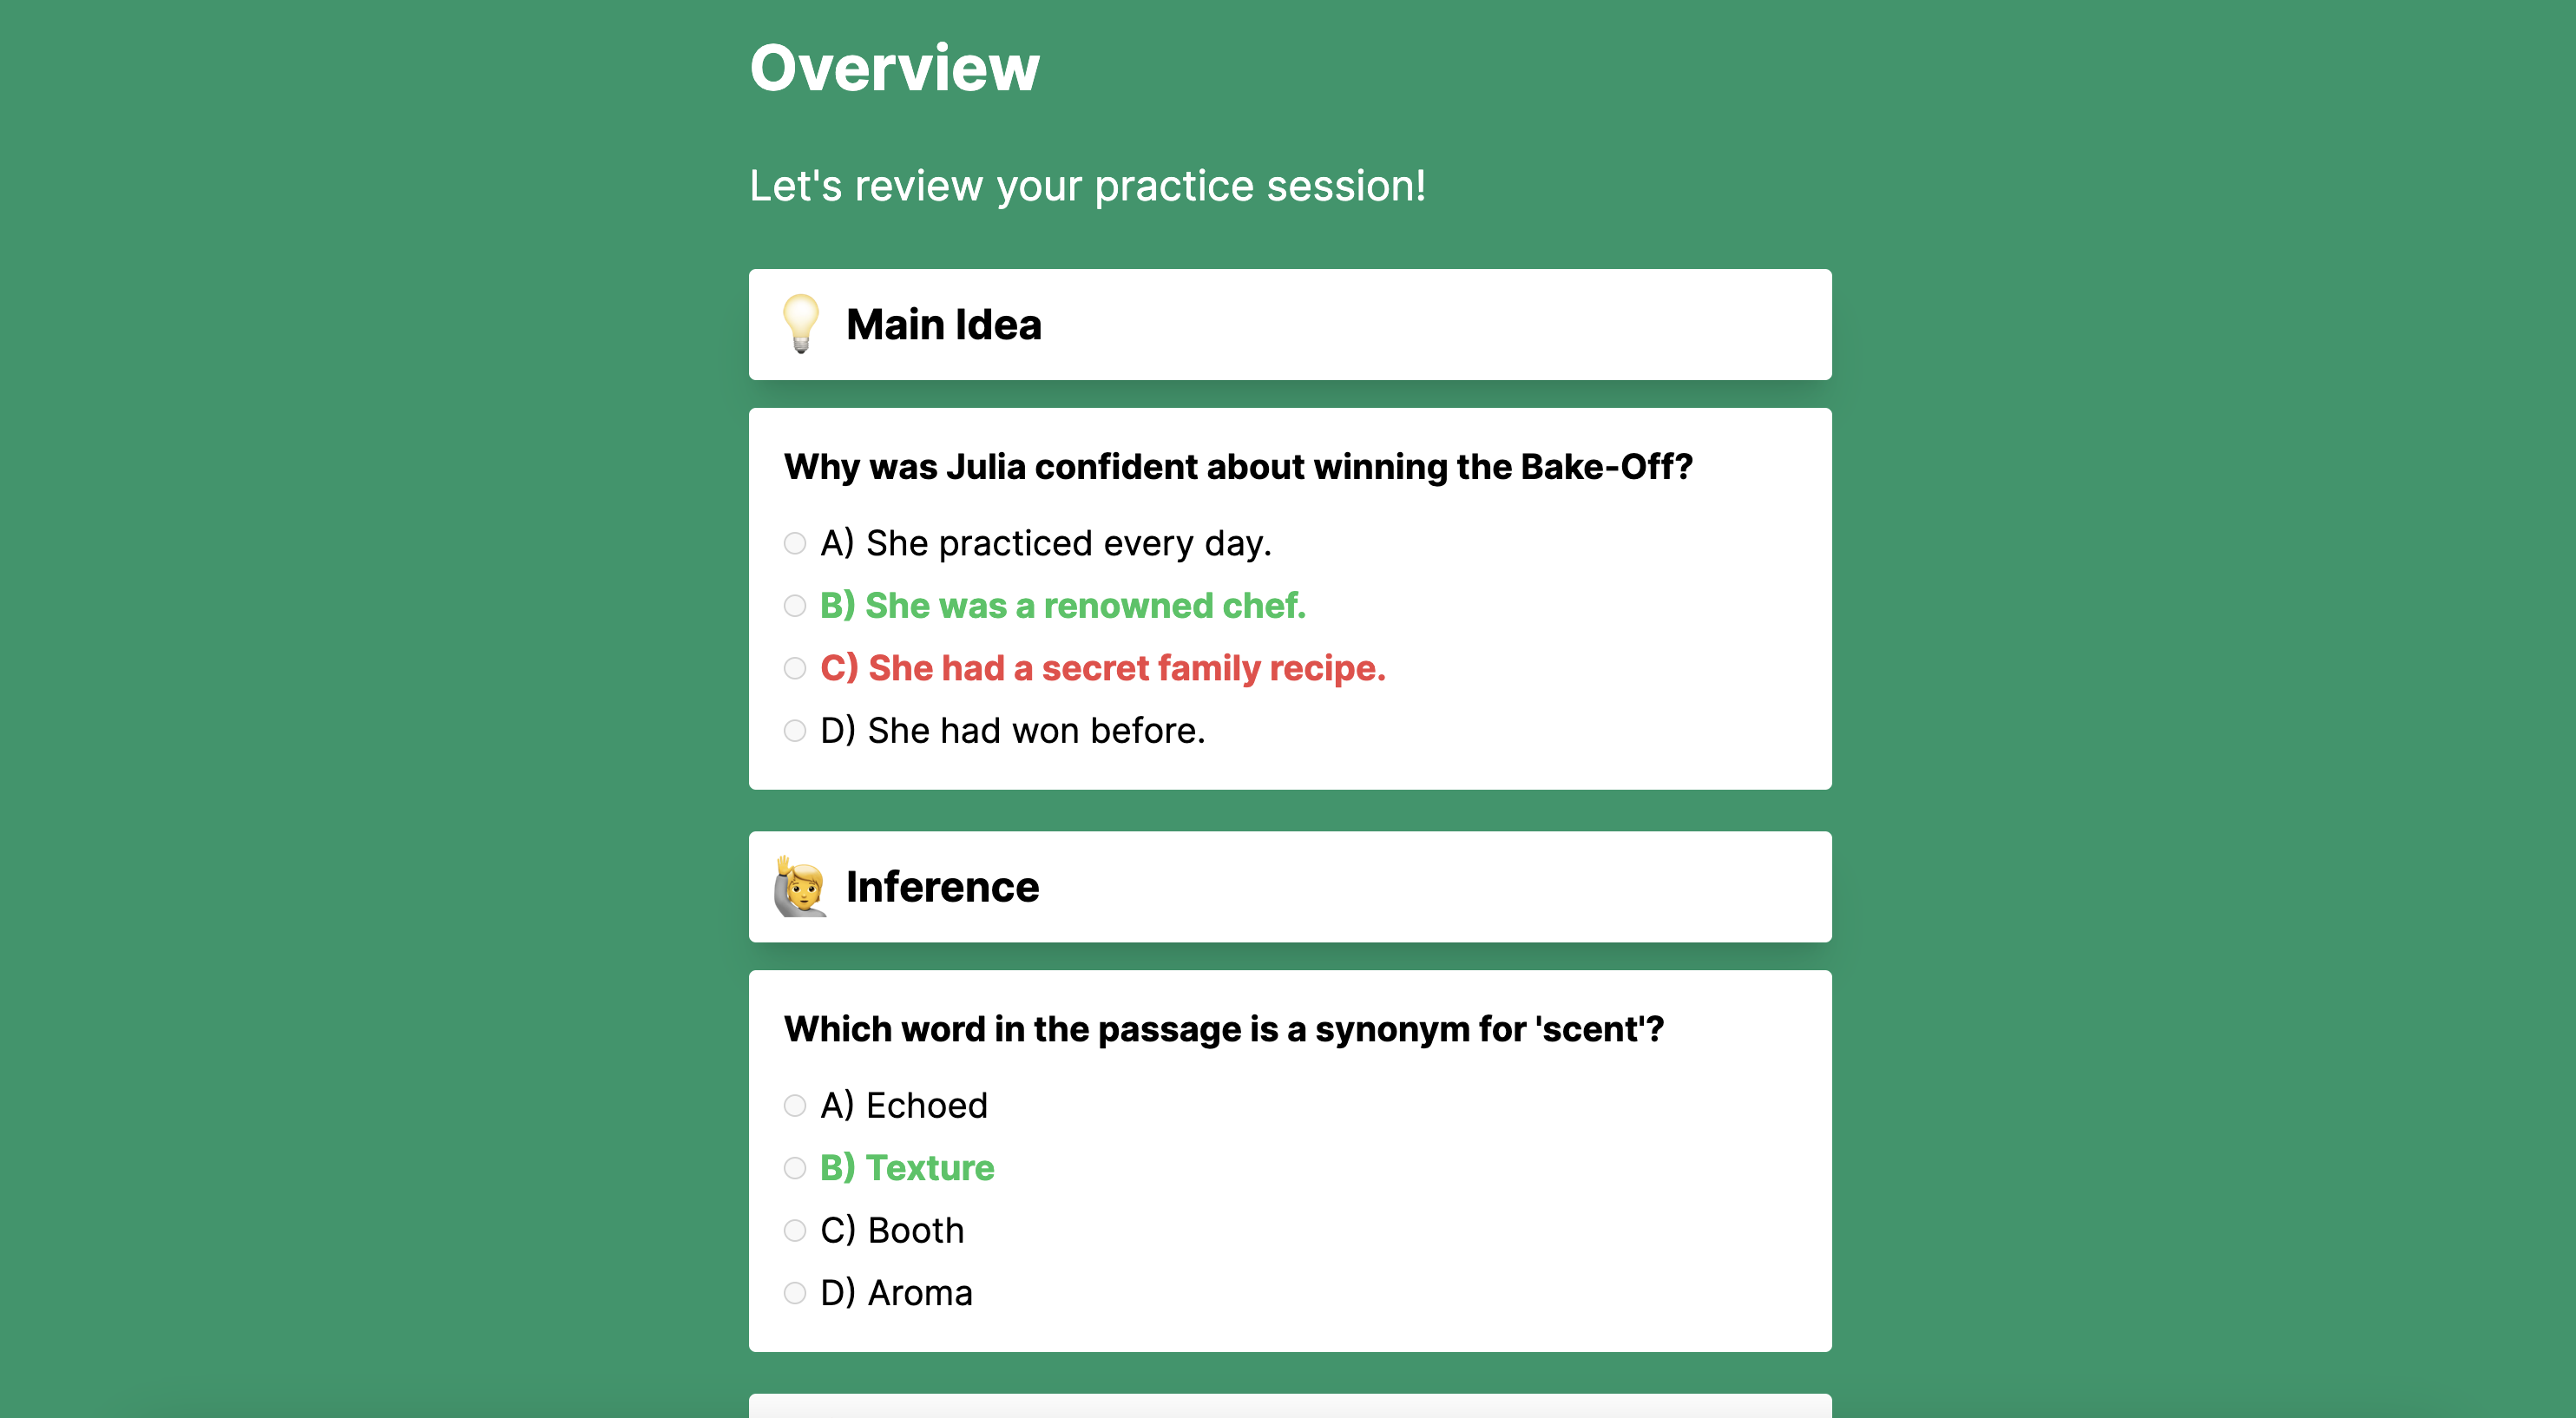 Overview
Let's review your practice session!
Main Idea
Why was Julia confident about winning the Bake-Off?
A) She practiced every day.
B) She was a renowned chef.
C) She had a secret family recipe.
D) She had won before.
Inference
Which word in the passage is a synonym for 'scent'?
A) Echoed
B) Texture
C) Booth
D) Aroma